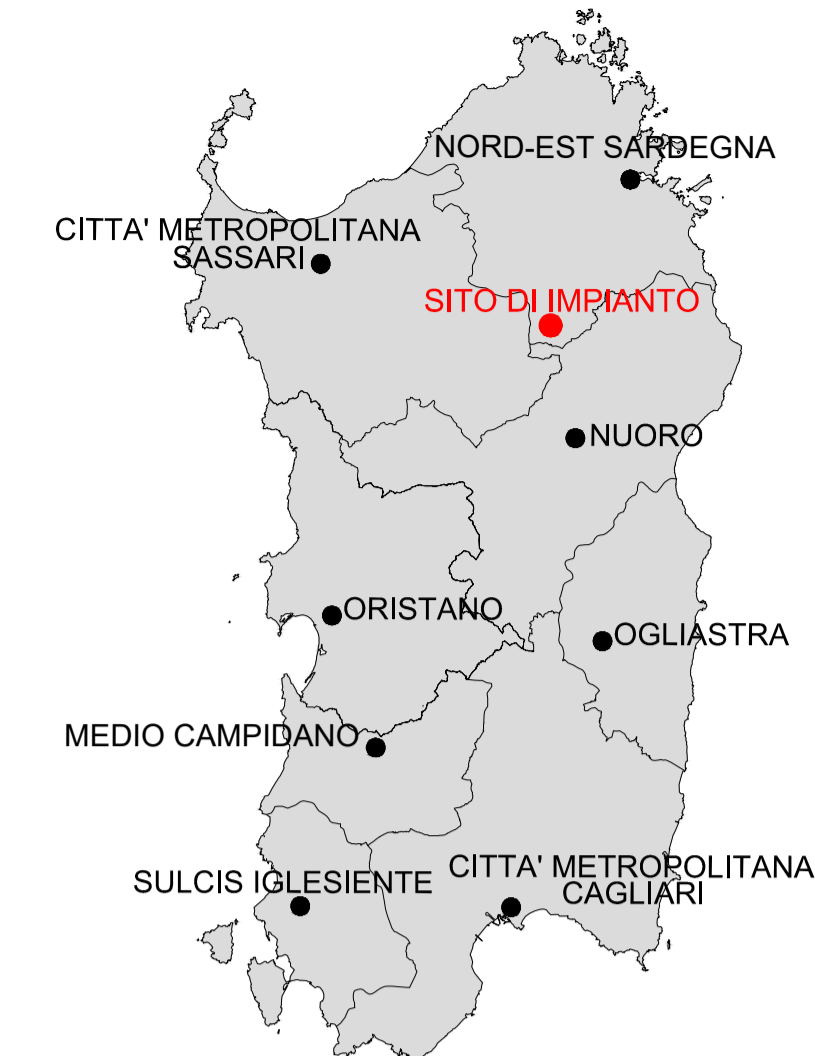 NORD-EST SARDEGNA
CITTA' METROPOLITANA
SASSARI
SITO DI IMPIANTO
NUORO
ORISTANO
OGLIASTRA
MEDIO CAMPIDANO
SULCIS IGLESIENTE
CITTA' METROPOLITANA
CAGLIARI